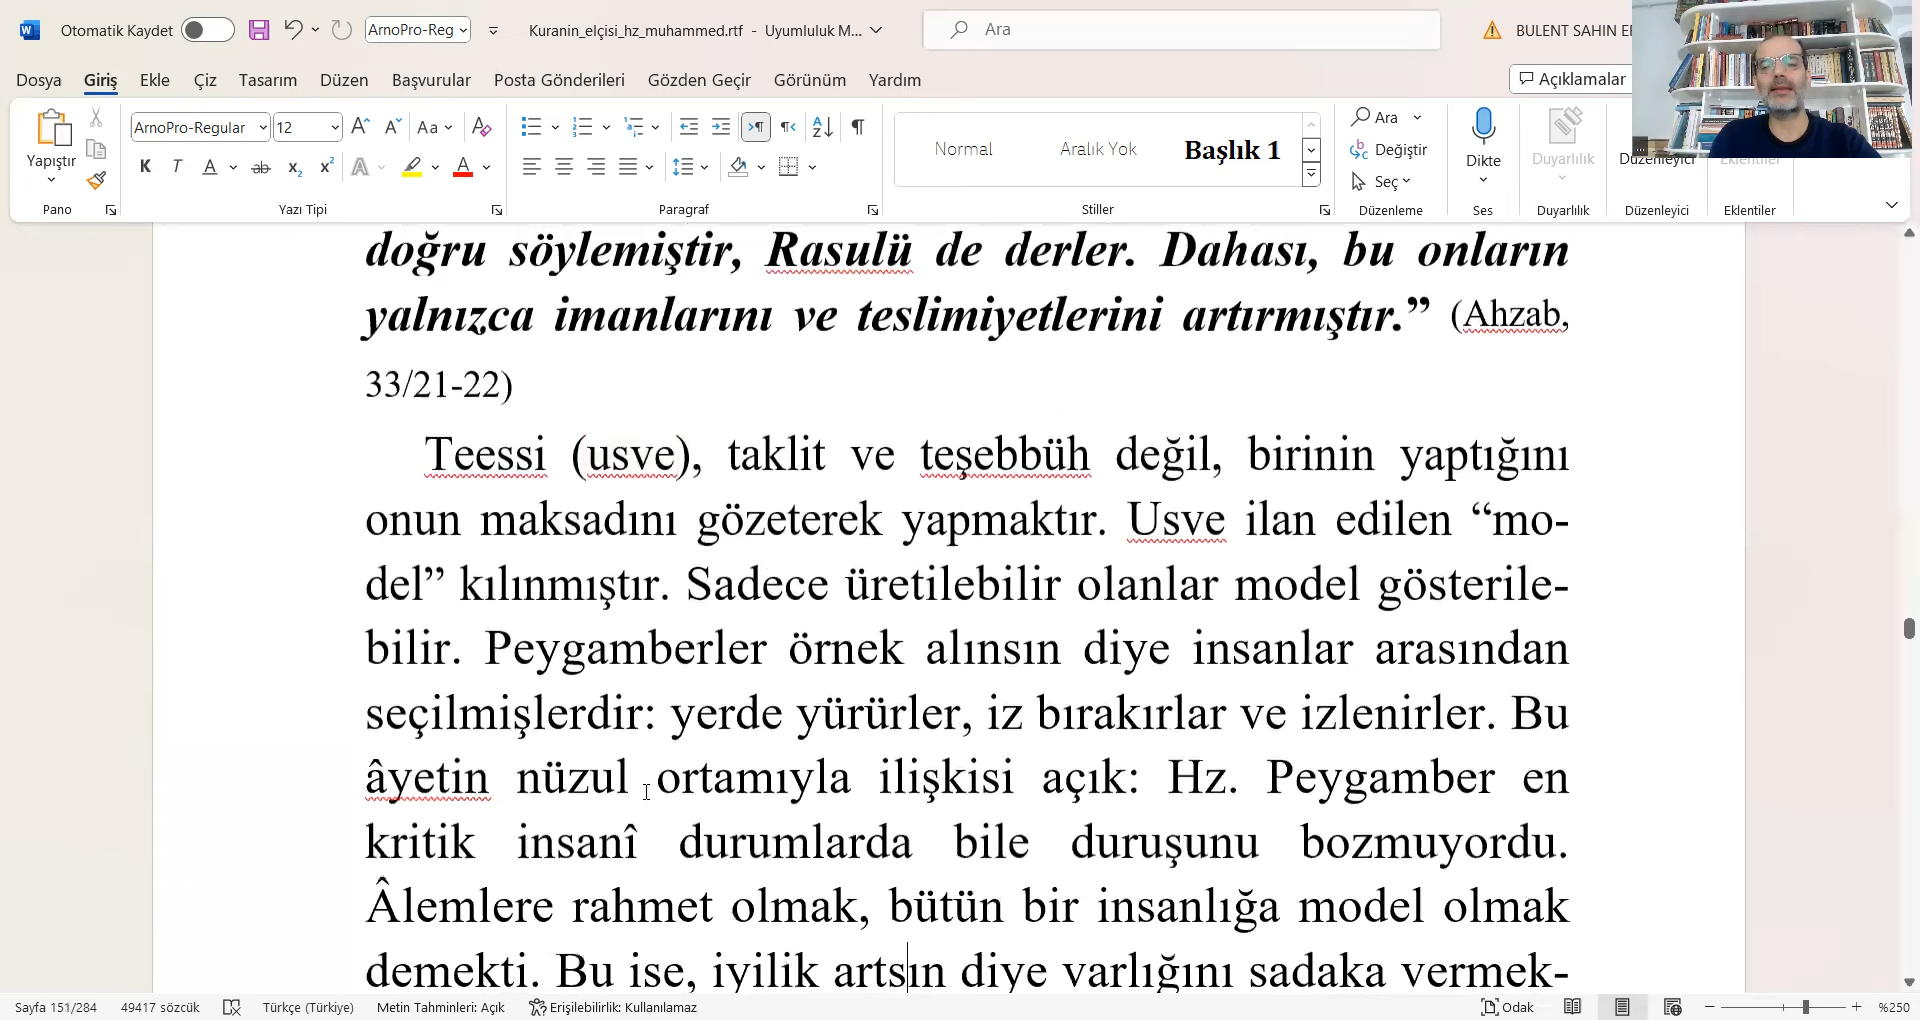 Otomatik Kaydet
ArnoPro-Reg
Kuranin_elçisi_hz_muhammed.rtf - Uyumluluk M...
Ara
BULENT SAHIN
Dosya Giriş Ekle Çiz Tasarım Düzen Başvurular Posta Gönderileri Gözden Geçir Görünüm Yardım
Açıklamalar
Yapıştır
ArnoPro-Regular 12
Normal
Aralık Yok
Başlık 1
Ara
Değiştir
Seç
Dikte
Duyarlılık
Düzenleyici
Eklentiler
Pano Yazı Tipi Paragraf Stiller Düzenleme Ses Duyarlılık Düzenleyici Eklentiler
doğru söylemiştir, Rasulü de derler. Dahası, bu onların
yalnızca imanlarını ve teslimiyetlerini artırmıştır.” (Ahzab,
33/21-22)
Teessi (usve), taklit ve teşebbüh değil, birinin yaptığını
onun maksadını gözeterek yapmaktır. Usve ilan edilen “mo-
del” kılınmıştır. Sadece üretilebilir olanlar model gösterile-
bilir. Peygamberler örnek alınsın diye insanlar arasından
seçilmişlerdir: yerde yürürler, iz bırakırlar ve izlenirler. Bu
âyetin nüzul ortamıyla ilişkisi açık: Hz. Peygamber en
kritik insanî durumlarda bile duruşunu bozmuyordu.
Âlemlere rahmet olmak, bütün bir insanlığa model olmak
demekti. Bu ise, iyilik artsın diye varlığını sadaka vermek-
Sayfa 151/284 49417 sözcük Türkçe (Türkiye) Metin Tahminleri: Açık Erişilebilirlik: Kullanılamaz Odak %250